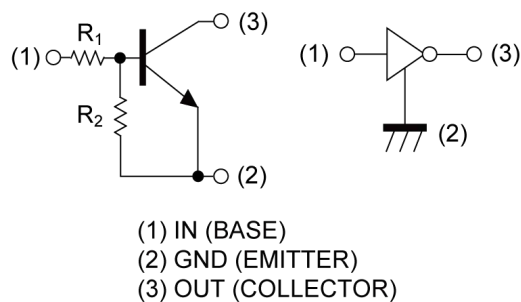 R1
(3)
(1)
R2
(2)
(1)
(3)
(2)
(1) IN (BASE)
(2) GND (EMITTER)
(3) OUT (COLLECTOR)